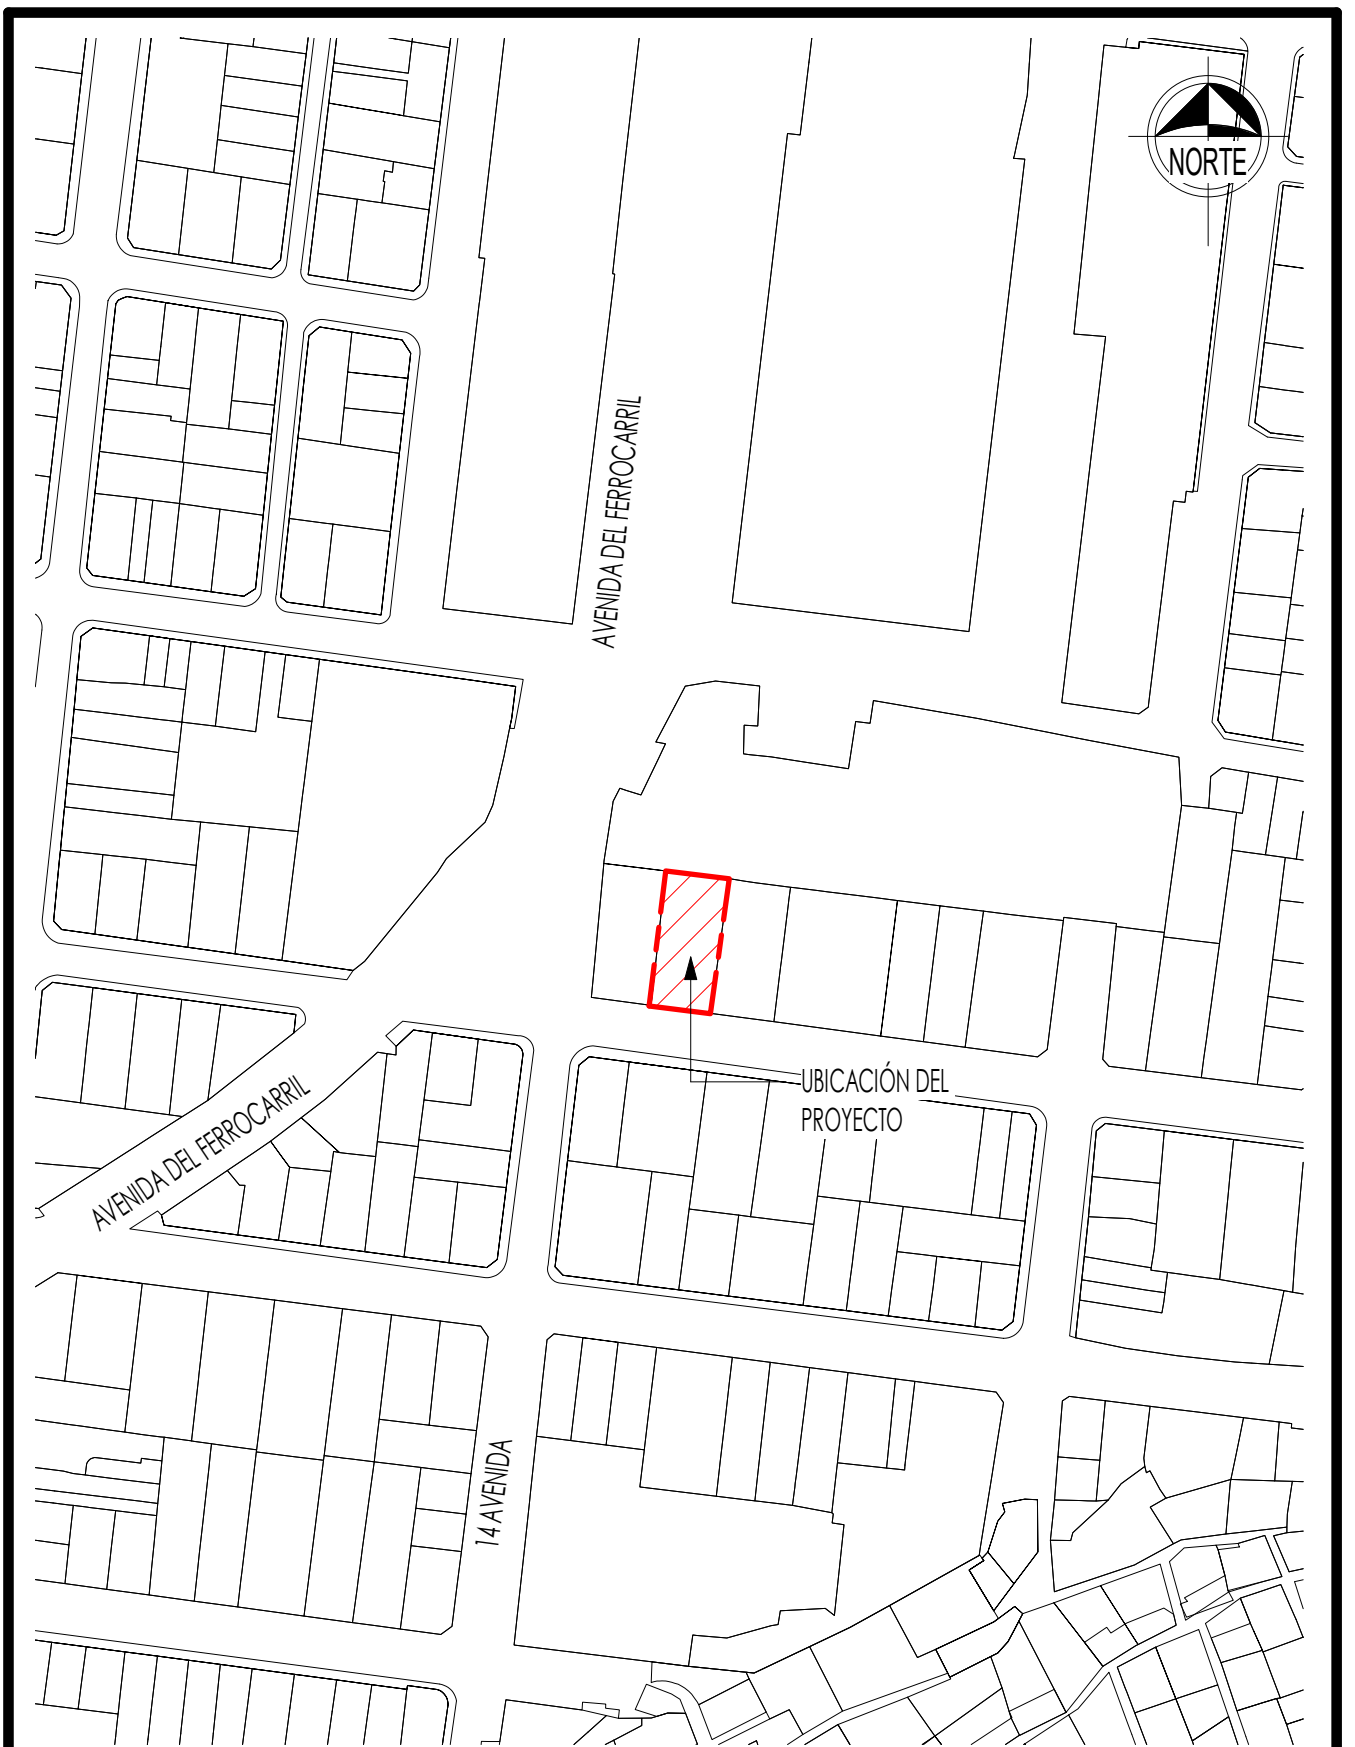 NORTE
AVENIDA DEL FERROCARRIL
UBICACIÓN DEL
PROYECTO
AVENIDA DEL FERROCARRIL
14 AVENIDA